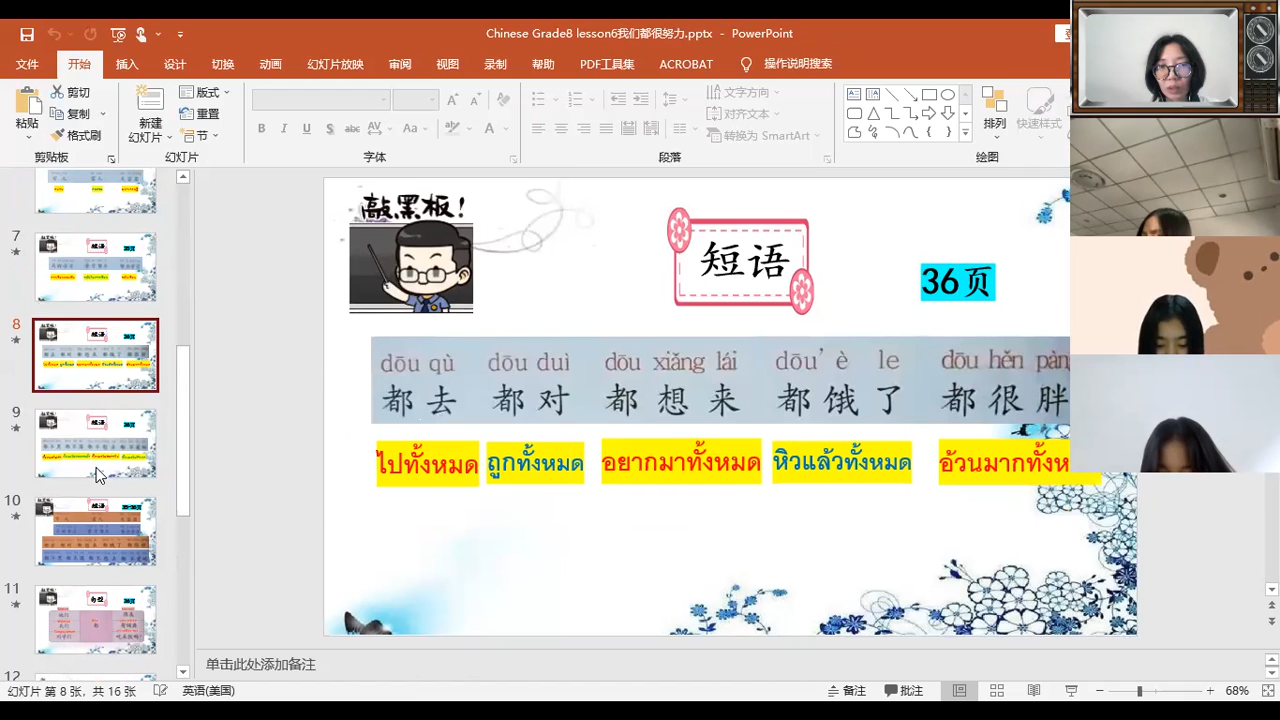 Chinese Grade8 lesson6我们都很努力.pptx - PowerPoint
文件 开始 插入 设计 切换 动画 幻灯片放映 审阅 视图 录制 帮助 PDF工具集 ACROBAT 操作说明搜索
粘贴
剪切
复制
格式刷
剪贴板
新建
幻灯片
版式
重置
节
幻灯片
B I U S abc AV Aa A
字体
文字方向
对齐文本
转换为 SmartArt
段落
排列
快速样式
绘图
7
8
9
10
11
12
敲黑板!
短语
36页
dōu qù dōu duì dōu xiǎng lái dōu’è le dōu hěn pàng
都去 都对 都想来 都饿了 都很胖
ไปทั้งหมด ถูกทั้งหมด อยากมาทั้งหมด หิวแล้วทั้งหมด อ้วนมากทั้งห
单击此处添加备注
幻灯片 第 8 张，共 16 张 英语(美国) 备注 批注 68%